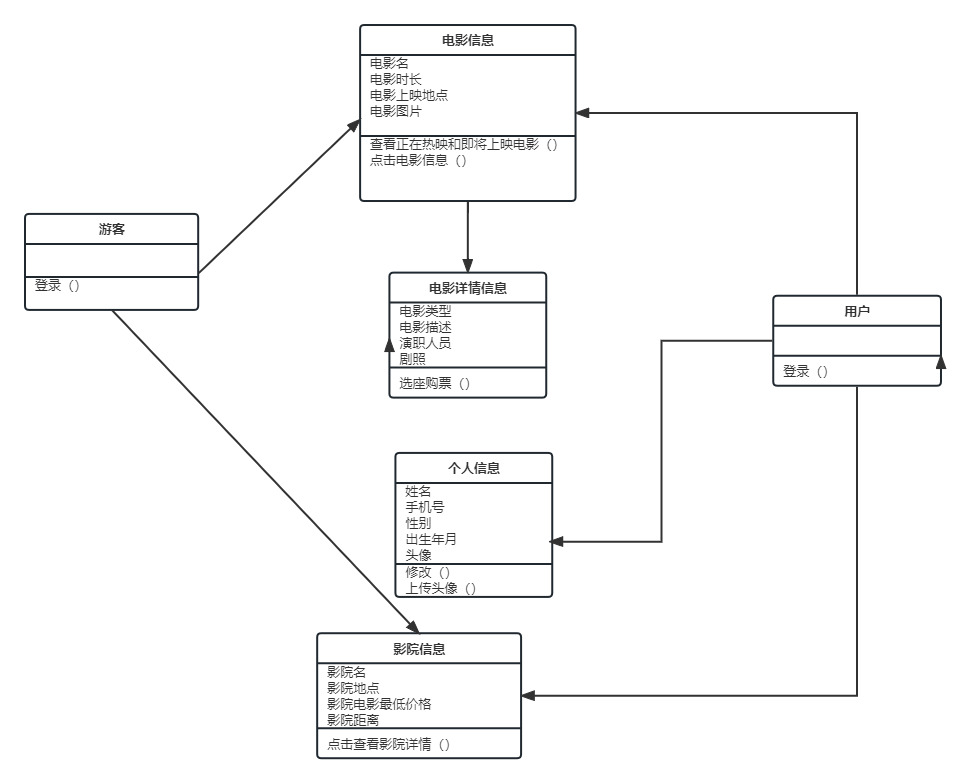 电影信息
电影名
电影时长
电影上映地点
电影图片
查看正在热映和即将上映电影（）
点击电影信息（）
游客
登录（）
电影详情信息
电影类型
电影描述
演职人员
剧照
选座购票（）
用户
登录（）
个人信息
姓名
手机号
性别
出生年月
头像
修改（）
上传头像（）
影院信息
影院名
影院地点
影院电影最低价格
影院距离
点击查看影院详情（）